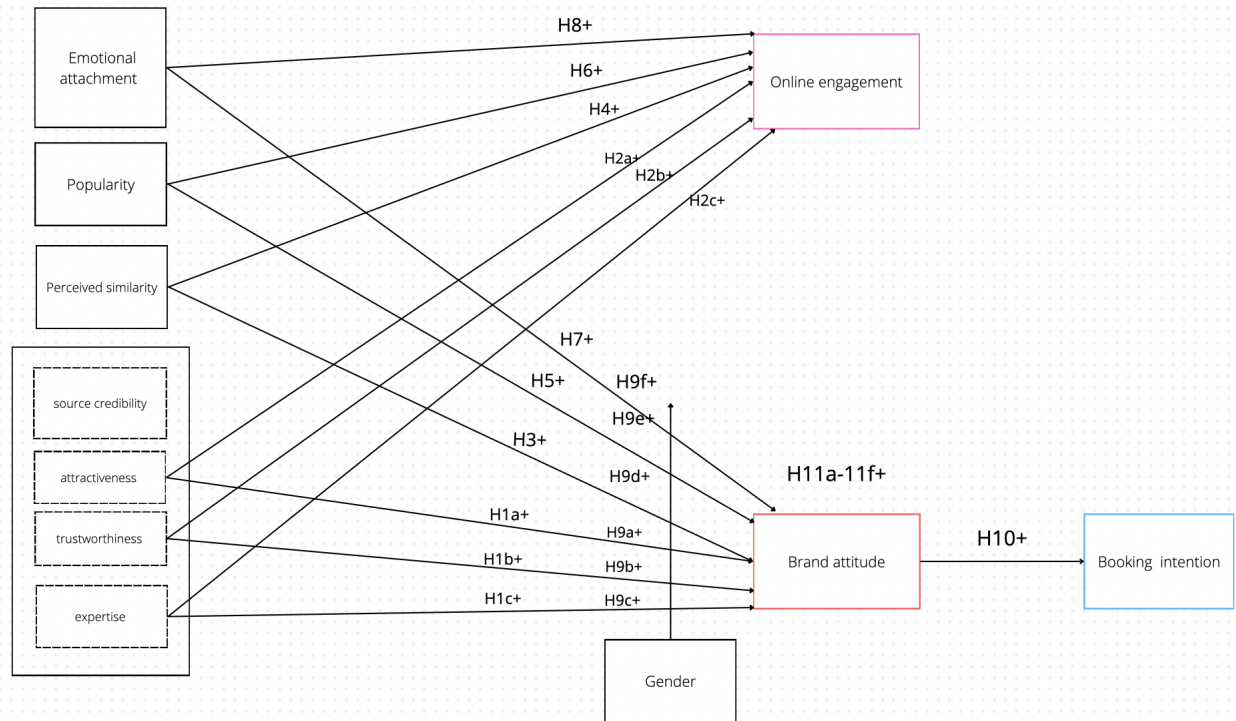 H8+
Emotional
attachment
H6+
Online engagement
H4+
H2a+
H2b+
Popularity
H2c+
Perceived similarity
H7+
H5+
H9f+
source credibility
H9e+
H3+
H9d+
H11a-11f+
attractiveness
H1a+
H9a+
trustworthiness
H10+
H1b+
H9b+
Brand attitude
Booking intention
H1c+
H9c+
expertise
Gender